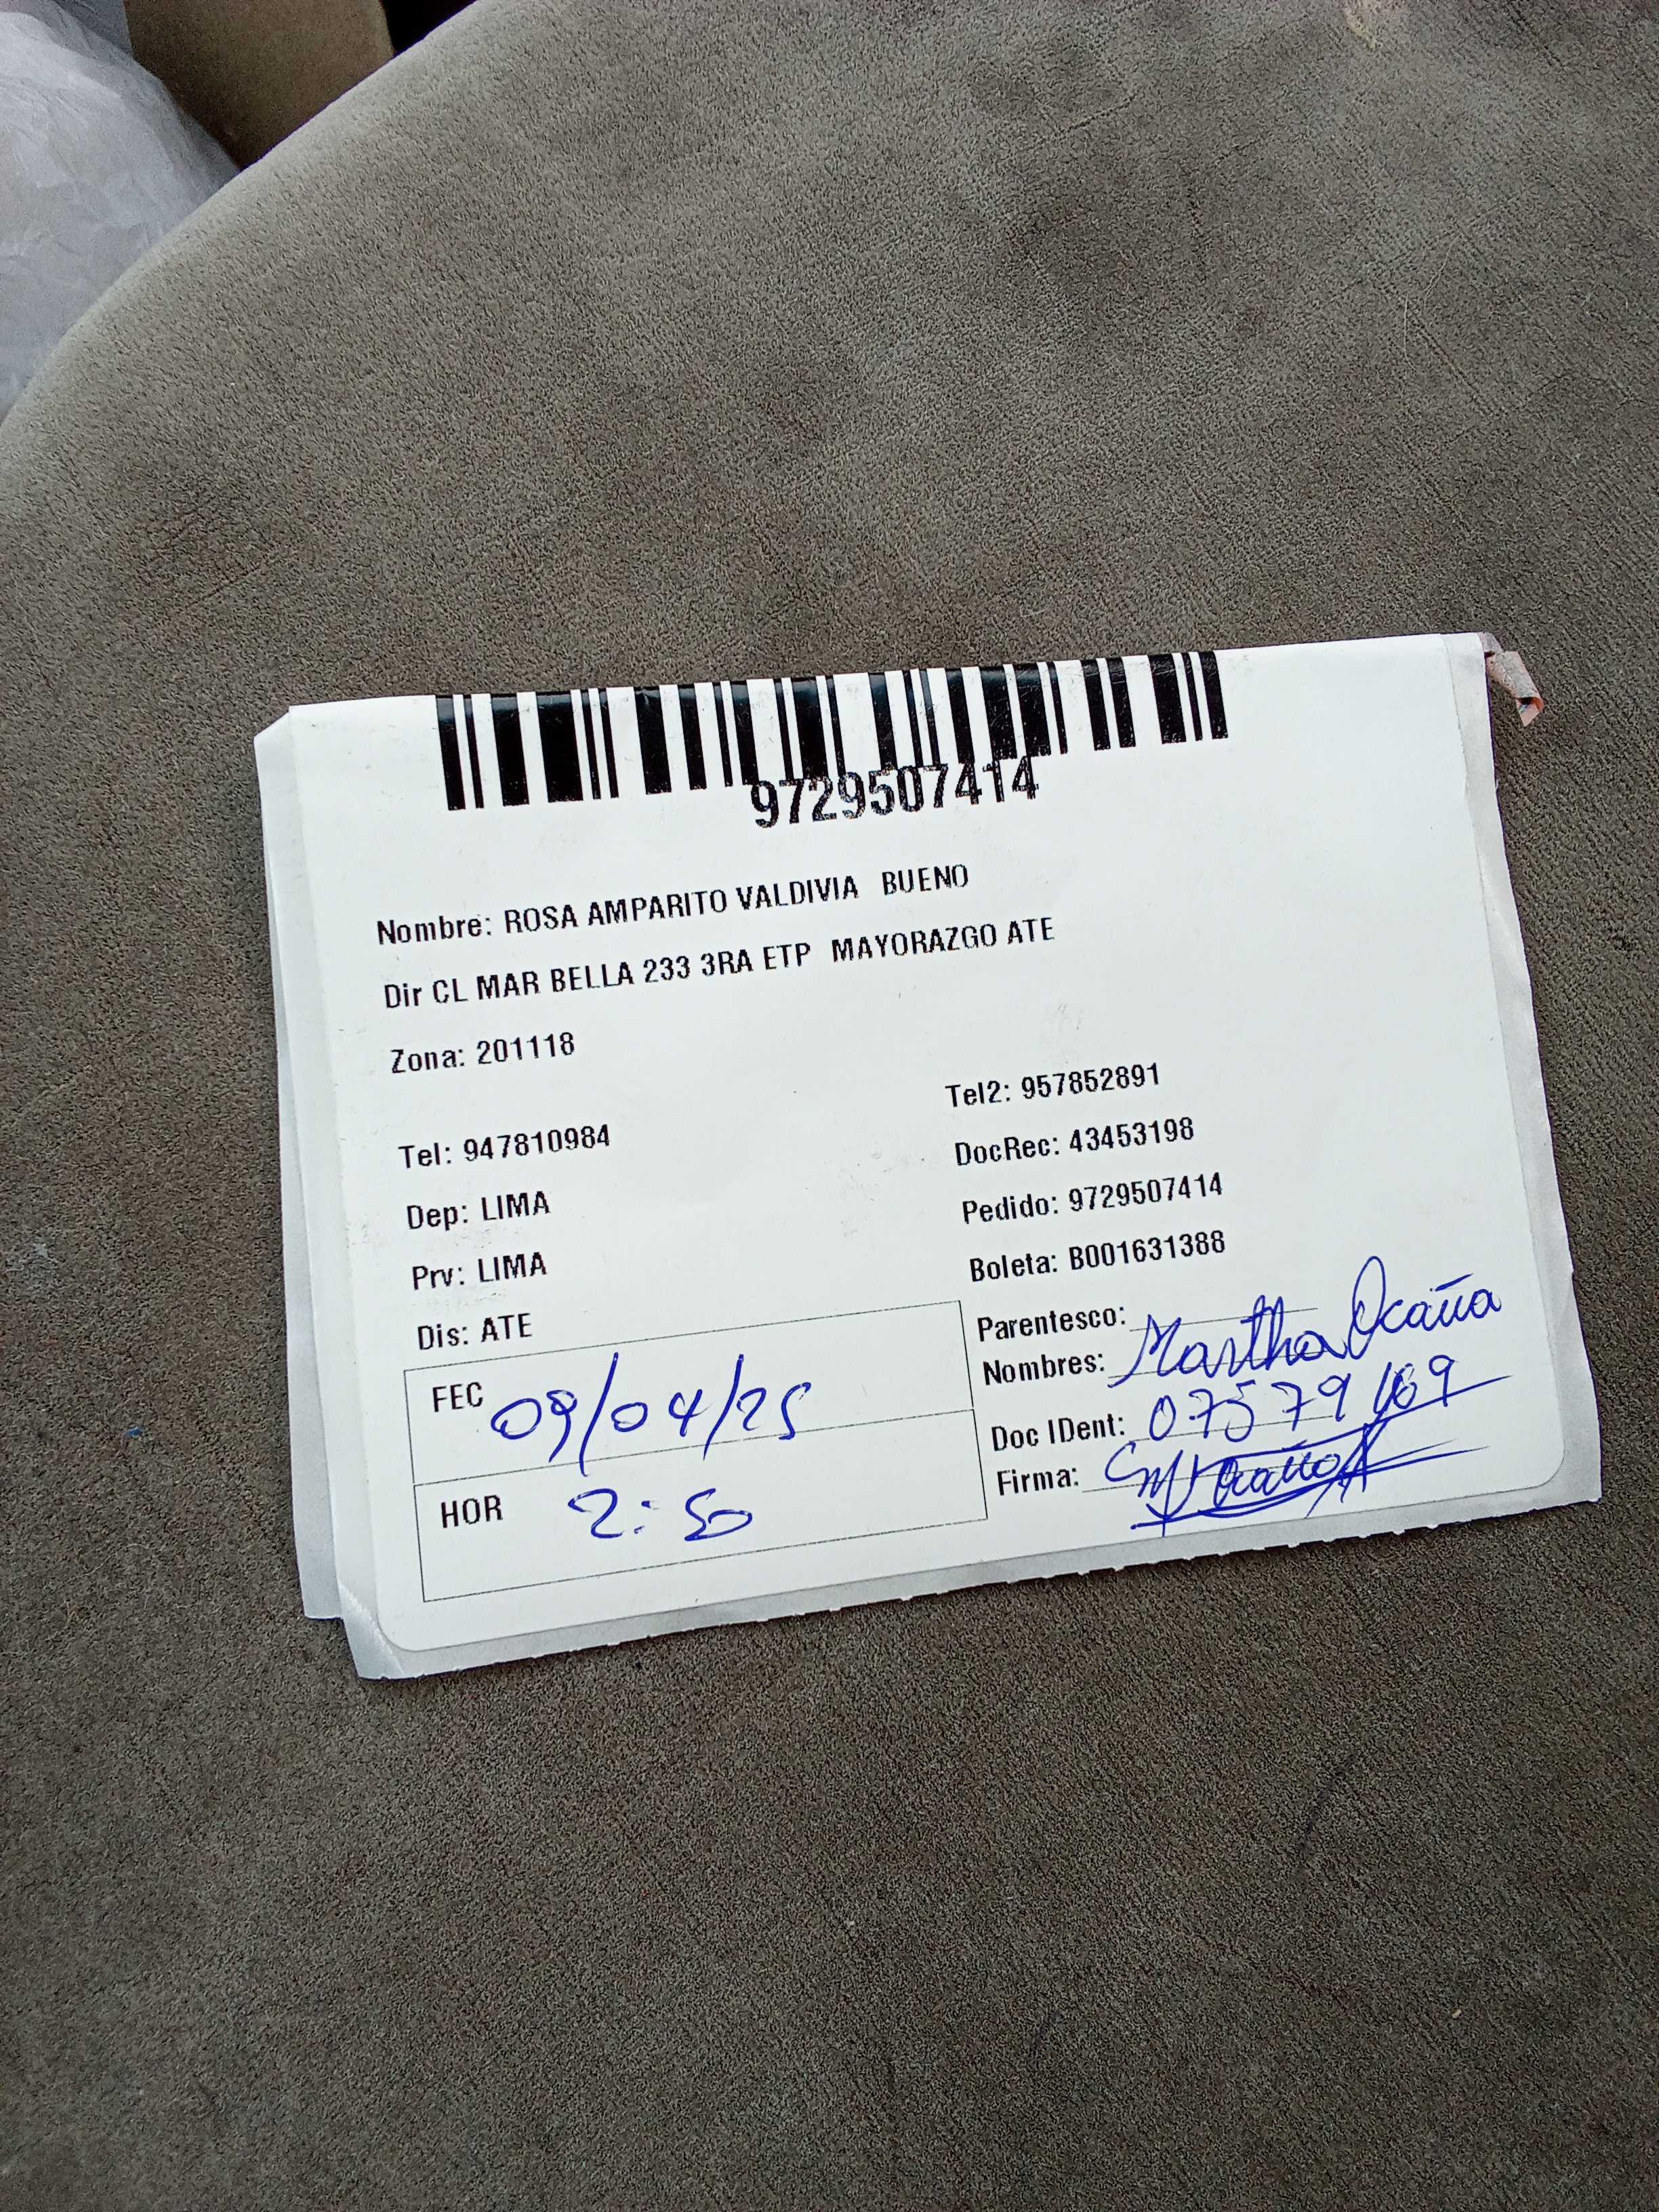 9729507414
Nombre: ROSA AMPARITO VALDIVIA BUENO
Dir CL MAR BELLA 233 3RA ETP MAYORAZGO ATE
Zona: 201118
Tel: 947810984
Tel2: 957852891
DocRec: 43453198
Dep: LIMA
Pedido: 9729507414
Prv: LIMA
Boleta: B001631388
Dis: ATE
Parentesco:
Nombres: Martha Ocaña
FEC 09/04/25
Doc IDent: 07579169
Firma:
HOR 2:50